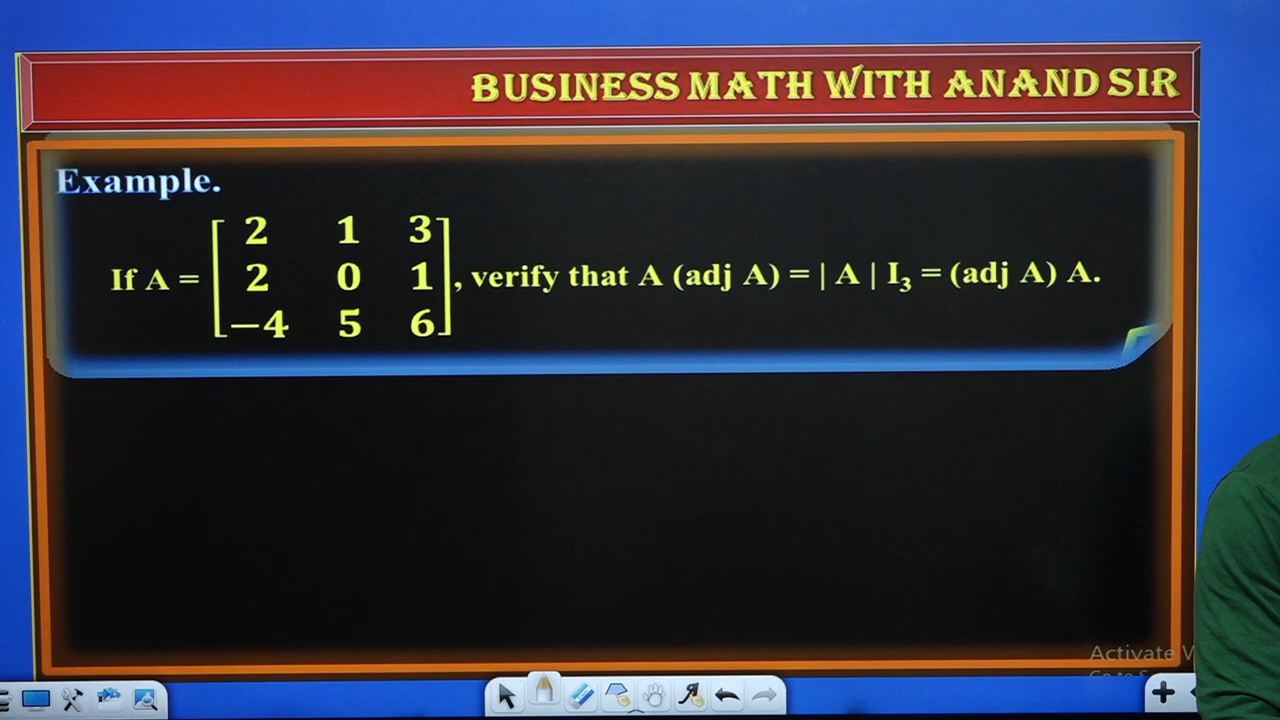 BUSINESS MATH WITH ANAND SIR
Example.
If A = [2 1 3
2 0 1
−4 5 6], verify that A (adj A) = | A | I₃ = (adj A) A.
Activate